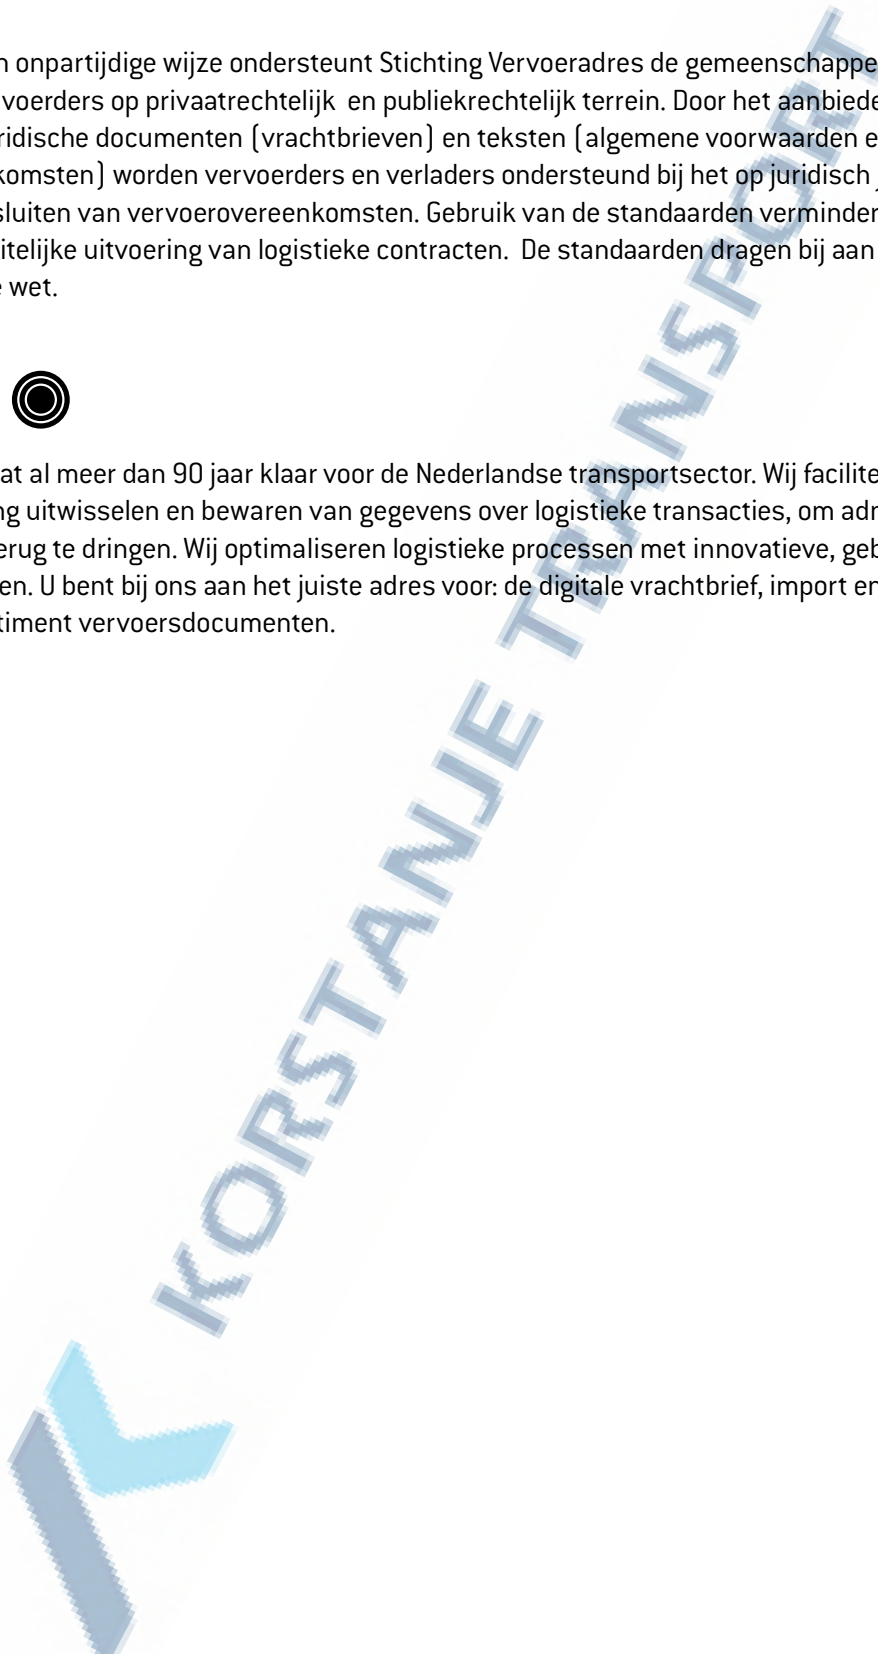 n onpartijdige wijze ondersteunt Stichting Vervoeradres de gemeenschappe
voerders op privaatrechtelijk en publiekrechtelijk terrein. Door het aanbiede
ridische documenten (vrachtbrieven) en teksten (algemene voorwaarden e
komsten) worden vervoerders en verladers ondersteund bij het op juridisch j
sluiten van vervoerovereenkomsten. Gebruik van de standaarden verminder
itelijke uitvoering van logistieke contracten. De standaarden dragen bij aan
e wet.
at al meer dan 90 jaar klaar voor de Nederlandse transportsector. Wij facilite
ng uitwisselen en bewaren van gegevens over logistieke transacties, om adr
erug te dringen. Wij optimaliseren logistieke processen met innovatieve, geb
en. U bent bij ons aan het juiste adres voor: de digitale vrachtbrief, import en
timent vervoersdocumenten.
KORSTANJE TRANSPORT